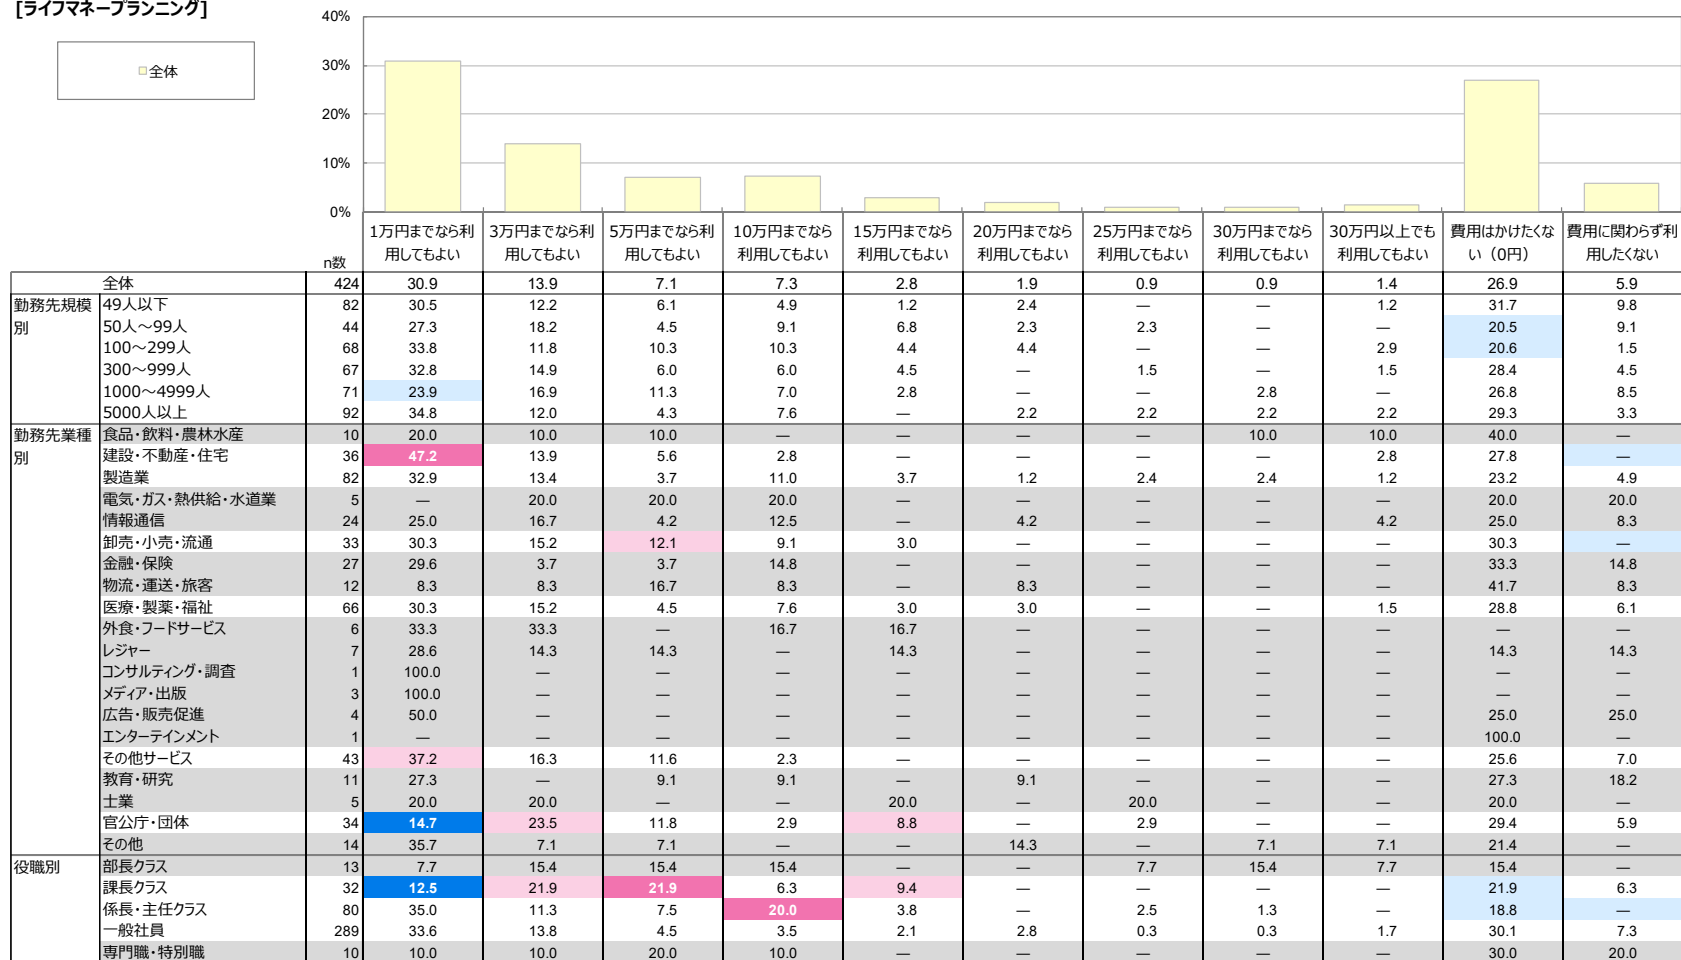 [ライフマネープランニング]
全体
40%
30%
20%
10%
0%
n数
1万円までなら利用してもよい
3万円までなら利用してもよい
5万円までなら利用してもよい
10万円までなら利用してもよい
15万円までなら利用してもよい
20万円までなら利用してもよい
25万円までなら利用してもよい
30万円までなら利用してもよい
30万円以上でも利用してもよい
費用はかけたくない（0円）
費用に関わらず利用したくない
全体 424 30.9 13.9 7.1 7.3 2.8 1.9 0.9 0.9 1.4 26.9 5.9
勤務先規模別
49人以下 82 30.5 12.2 6.1 4.9 1.2 2.4 — — 1.2 31.7 9.8
50人～99人 44 27.3 18.2 4.5 9.1 6.8 2.3 2.3 — — 20.5 9.1
100～299人 68 33.8 11.8 10.3 10.3 4.4 4.4 — — 2.9 20.6 1.5
300～999人 67 32.8 14.9 6.0 6.0 4.5 — 1.5 — 1.5 28.4 4.5
1000～4999人 71 23.9 16.9 11.3 7.0 2.8 — — 2.8 — 26.8 8.5
5000人以上 92 34.8 12.0 4.3 7.6 — 2.2 2.2 2.2 2.2 29.3 3.3
勤務先業種別
食品・飲料・農林水産 10 20.0 10.0 10.0 — — — — 10.0 10.0 40.0 —
建設・不動産・住宅 36 47.2 13.9 5.6 2.8 — — — — 2.8 27.8 —
製造業 82 32.9 13.4 3.7 11.0 3.7 1.2 2.4 2.4 1.2 23.2 4.9
電気・ガス・熱供給・水道業 5 — 20.0 20.0 20.0 — — — — — 20.0 20.0
情報通信 24 25.0 16.7 4.2 12.5 — 4.2 — — 4.2 25.0 8.3
卸売・小売・流通 33 30.3 15.2 12.1 9.1 3.0 — — — — 30.3 —
金融・保険 27 29.6 3.7 3.7 14.8 — — — — — 33.3 14.8
物流・運送・旅客 12 8.3 8.3 16.7 8.3 — 8.3 — — — 41.7 8.3
医療・製薬・福祉 66 30.3 15.2 4.5 7.6 3.0 3.0 — — 1.5 28.8 6.1
外食・フードサービス 6 33.3 33.3 — 16.7 16.7 — — — — — —
レジャー 7 28.6 14.3 14.3 — 14.3 — — — — 14.3 14.3
コンサルティング・調査 1 100.0 — — — — — — — — — —
メディア・出版 3 100.0 — — — — — — — — — —
広告・販売促進 4 50.0 — — — — — — — — 25.0 25.0
エンターテインメント 1 — — — — — — — — — 100.0 —
その他サービス 43 37.2 16.3 11.6 2.3 — — — — — 25.6 7.0
教育・研究 11 27.3 — 9.1 9.1 — 9.1 — — — 27.3 18.2
士業 5 20.0 20.0 — — 20.0 — 20.0 — — 20.0 —
官公庁・団体 34 14.7 23.5 11.8 2.9 8.8 — 2.9 — — 29.4 5.9
その他 14 35.7 7.1 7.1 — — 14.3 — 7.1 7.1 21.4 —
役職別
部長クラス 13 7.7 15.4 15.4 15.4 — — 7.7 15.4 7.7 15.4 —
課長クラス 32 12.5 21.9 21.9 6.3 9.4 — — — — 21.9 6.3
係長・主任クラス 80 35.0 11.3 7.5 20.0 3.8 — 2.5 1.3 — 18.8 —
一般社員 289 33.6 13.8 4.5 3.5 2.1 2.8 0.3 0.3 1.7 30.1 7.3
専門職・特別職 10 10.0 10.0 20.0 10.0 — — — — — 30.0 20.0